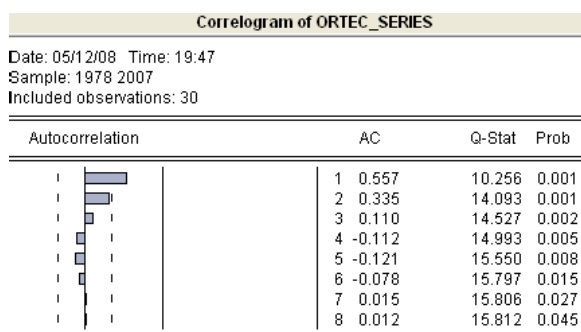 Correlogram of ORTEC_SERIES
Date: 05/12/08 Time: 19:47
Sample: 1978 2007
Included observations: 30
Autocorrelation AC Q-Stat Prob
1 0.557 10.256 0.001
2 0.335 14.093 0.001
3 0.110 14.527 0.002
4 -0.112 14.993 0.005
5 -0.121 15.550 0.008
6 -0.078 15.797 0.015
7 0.015 15.806 0.027
8 0.012 15.812 0.045